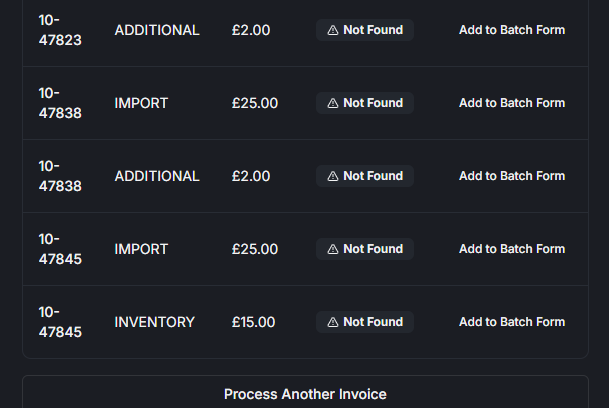 10-
47823 ADDITIONAL £2.00 Not Found Add to Batch Form
10-
47838 IMPORT £25.00 Not Found Add to Batch Form
10-
47838 ADDITIONAL £2.00 Not Found Add to Batch Form
10-
47845 IMPORT £25.00 Not Found Add to Batch Form
10-
47845 INVENTORY £15.00 Not Found Add to Batch Form
Process Another Invoice